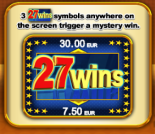 3 27wins symbols anywhere on
the screen trigger a mystery win.
30.00 EUR
27wins
7.50 EUR